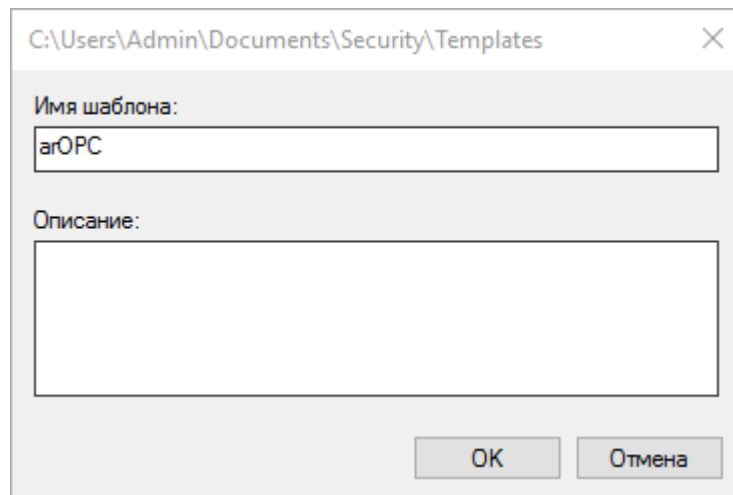 C:\Users\Admin\Documents\Security\Templates
Имя шаблона:
arOPC
Описание:
OK
Отмена